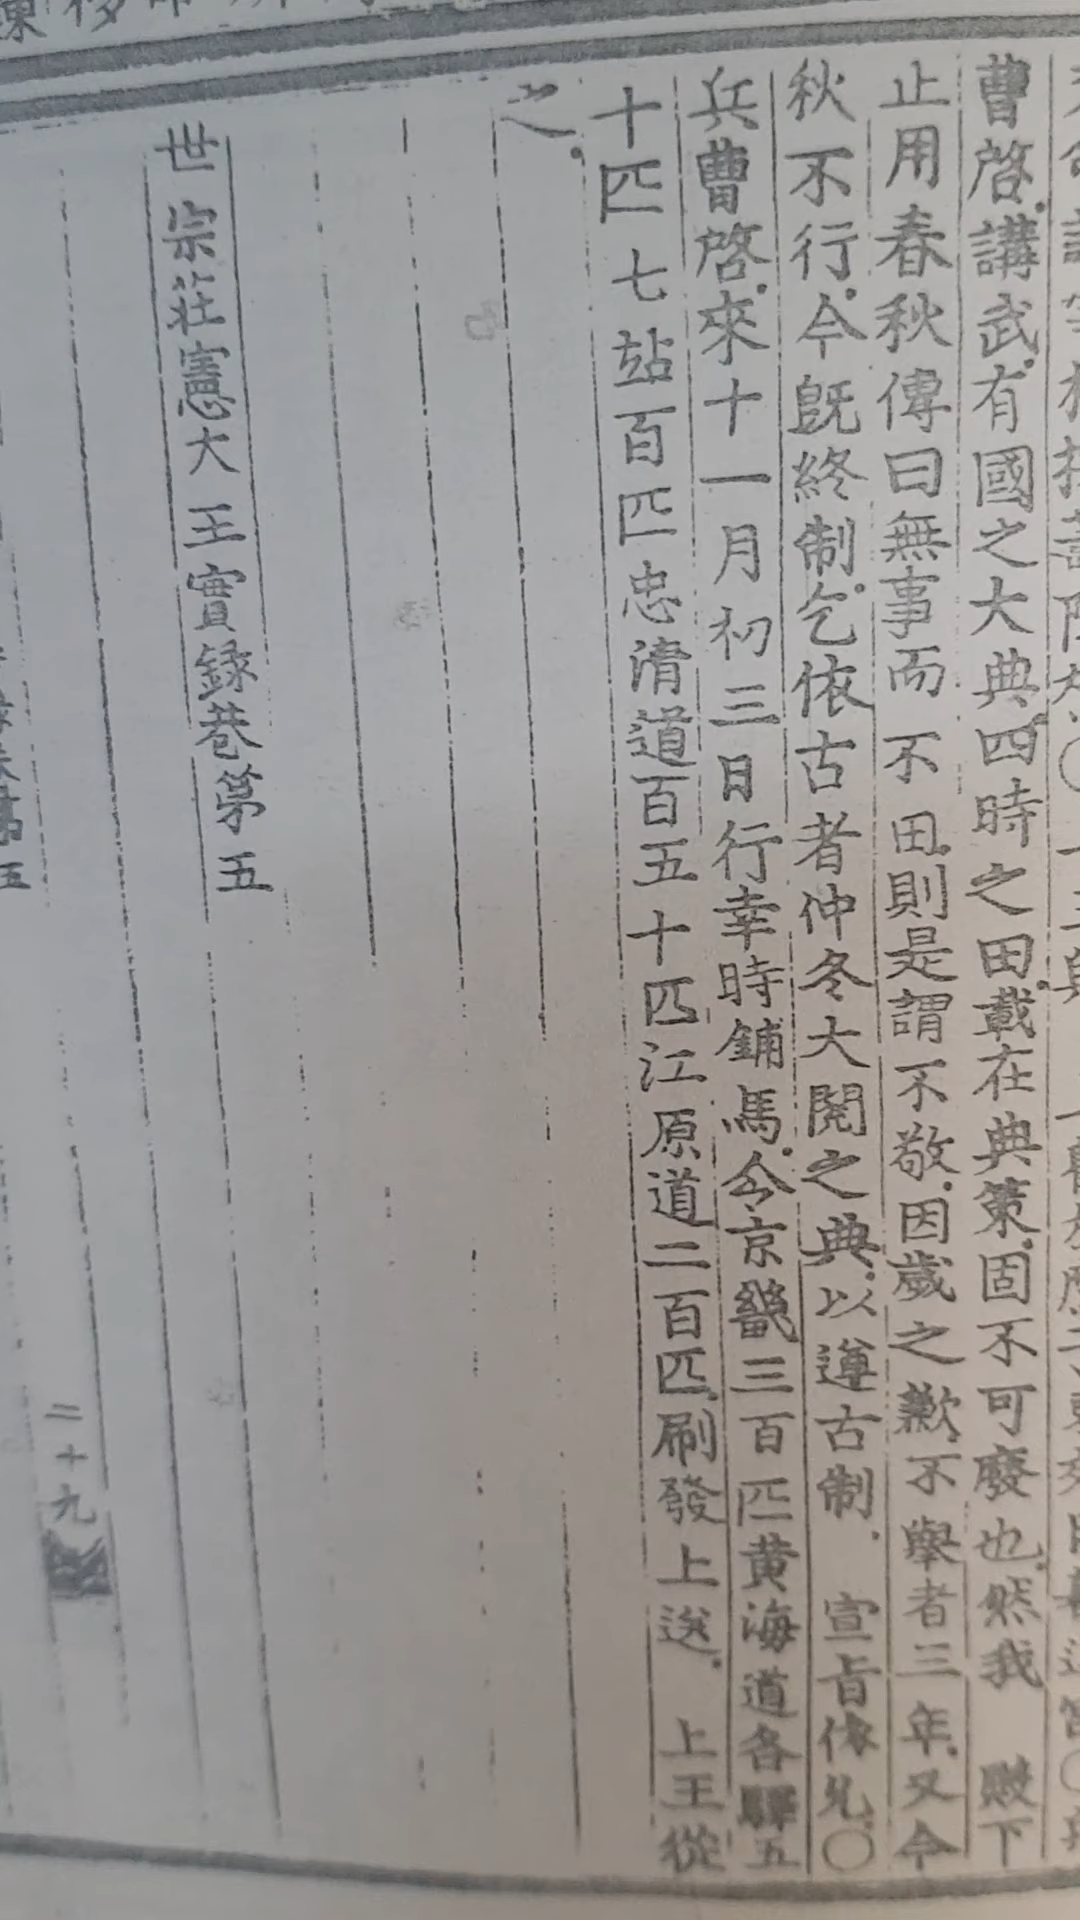 曹啓。講武。有國之大典。四時之田。載在典策。固不可廢也。然我 殿下
止用春秋傳曰無事而不田。則是謂不敬。因歲之歉。不擧者三年。又今
秋不行。今旣終制。乞依古者仲冬大閱之典。以遵古制。 宣旨依允。○
兵曹啓。來十一月初三日行幸時鋪馬。令京畿三百匹黃海道各驛五
十匹七站百匹忠淸道百五十匹江原道二百匹。刷發上送。 上王從
之。
世宗莊憲大王實錄卷第五
二十九